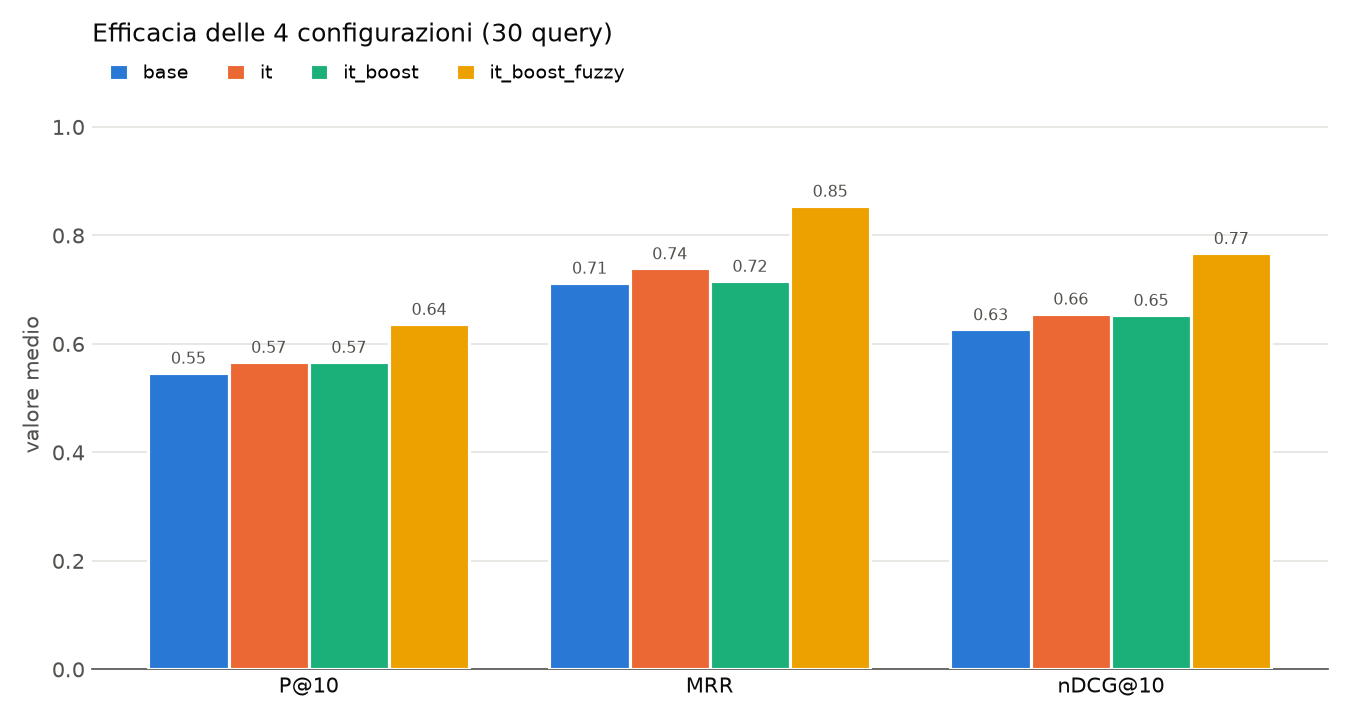 Efficacia delle 4 configurazioni (30 query)
base it it_boost it_boost_fuzzy
1.0
0.8
0.6
0.4
0.2
0.0
valore medio
0.55 0.57 0.57 0.64
0.71 0.74 0.72 0.85
0.63 0.66 0.65 0.77
P@10 MRR nDCG@10